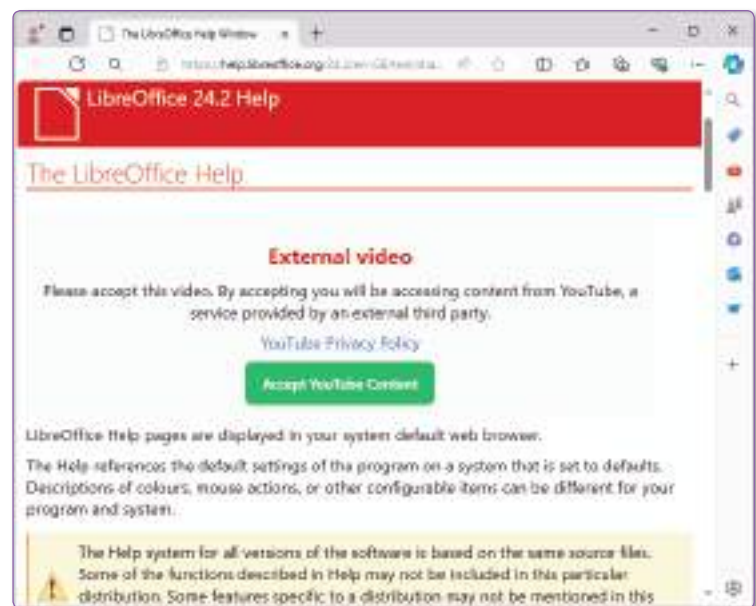 The LibreOffice Help Window
https://help.libreoffice.org
LibreOffice 24.2 Help
The LibreOffice Help
External video
Please accept this video. By accepting you will be accessing content from YouTube, a
service provided by an external third party.
YouTube Privacy Policy
Accept YouTube Content
LibreOffice Help pages are displayed in your system default web browser.
The Help references the default settings of the program on a system that is set to defaults.
Descriptions of colours, mouse actions, or other configurable items can be different for your
program and system.
The Help system for all versions of the software is based on the same source files.
Some of the functions described in Help may not be included in this particular
distribution. Some features specific to a distribution may not be mentioned in this